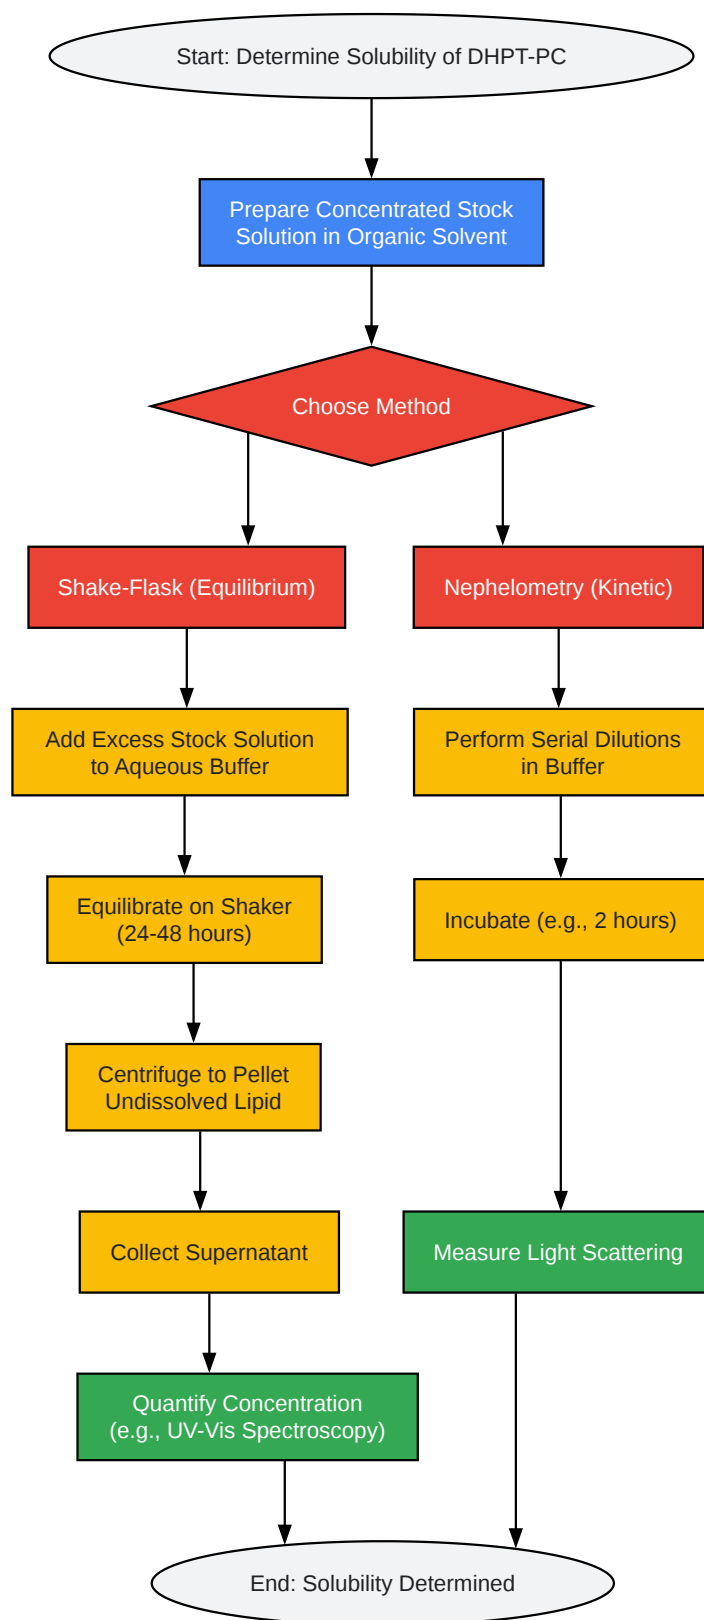 Start: Determine Solubility of DHPT-PC
Prepare Concentrated Stock
Solution in Organic Solvent
Choose Method
Shake-Flask (Equilibrium)
Nephelometry (Kinetic)
Add Excess Stock Solution
to Aqueous Buffer
Perform Serial Dilutions
in Buffer
Equilibrate on Shaker
(24-48 hours)
Incubate (e.g., 2 hours)
Centrifuge to Pellet
Undissolved Lipid
Collect Supernatant
Measure Light Scattering
Quantify Concentration
(e.g., UV-Vis Spectroscopy)
End: Solubility Determined